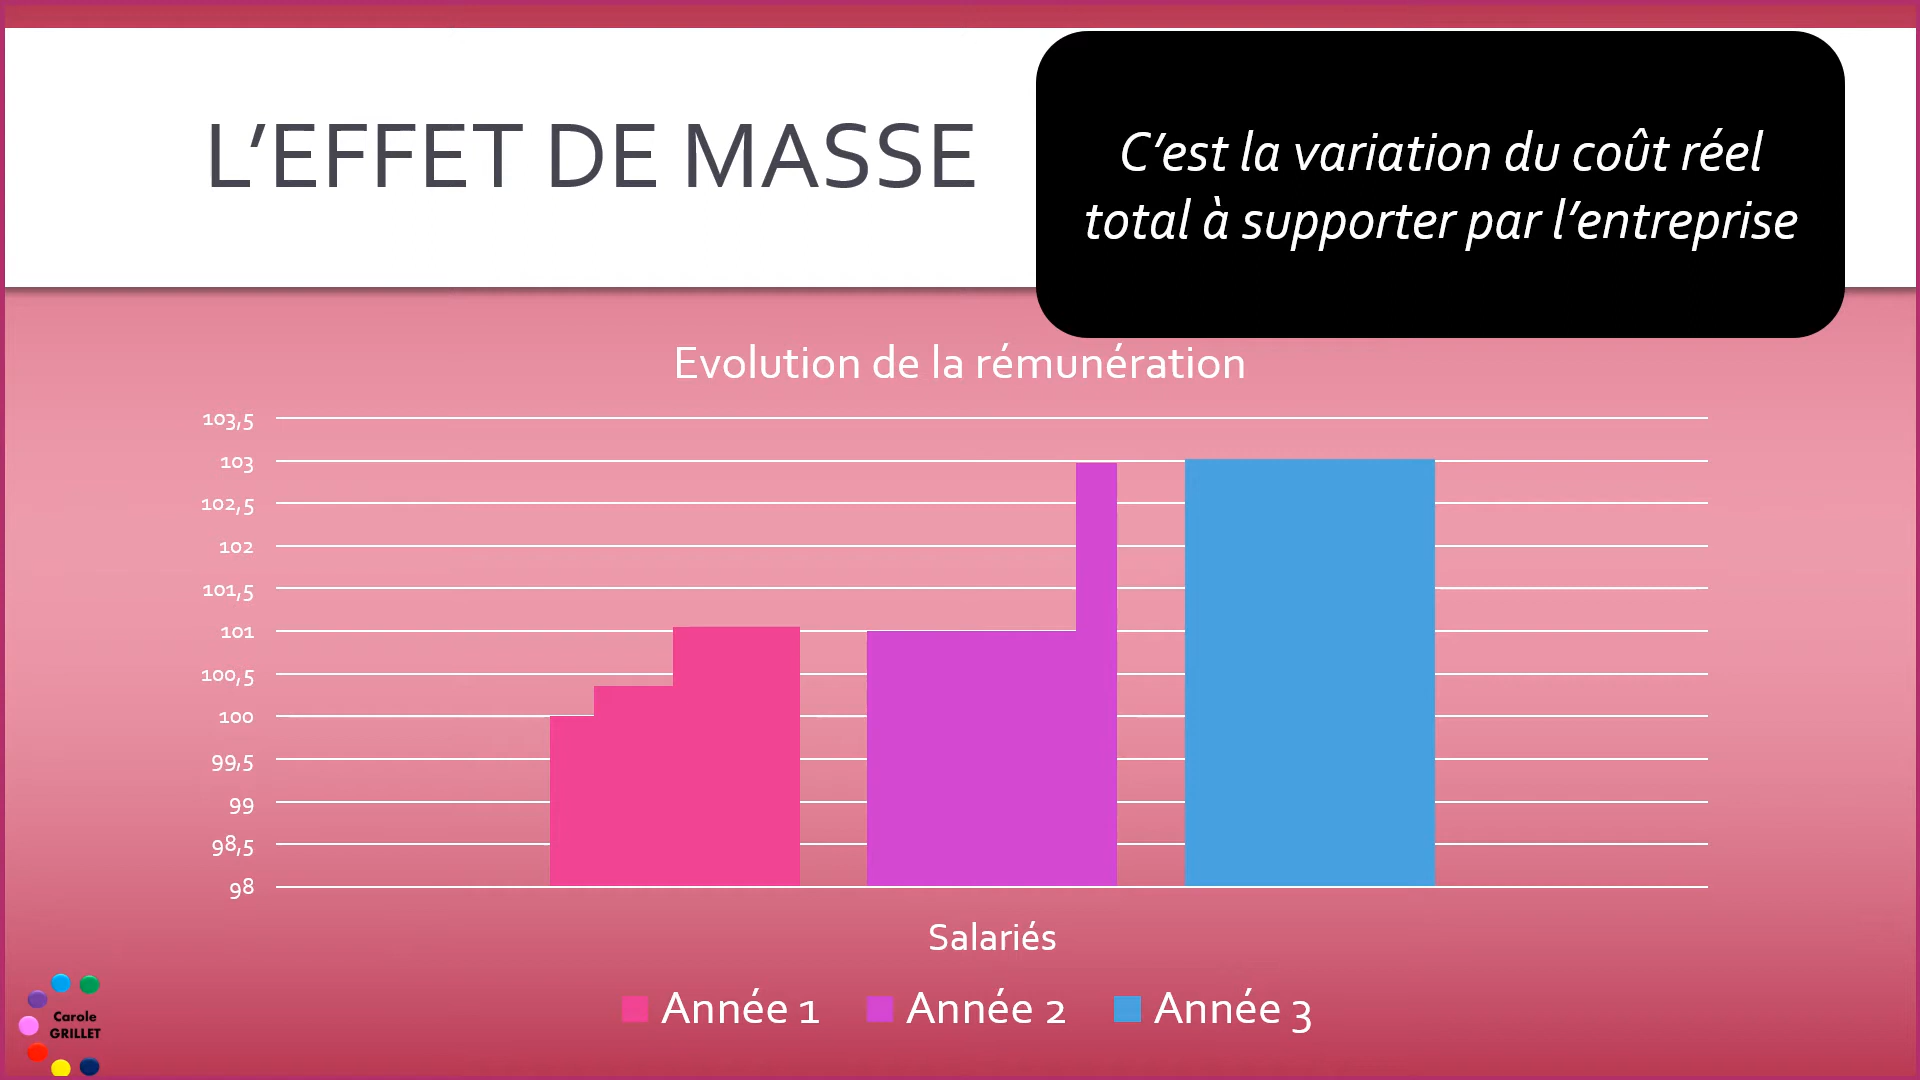 L’EFFET DE MASSE
C’est la variation du coût réel
total à supporter par l’entreprise
Evolution de la rémunération
103,5
103
102,5
102
101,5
101
100,5
100
99,5
99
98,5
98
Salariés
Année 1
Année 2
Année 3
Carole
GRILLET